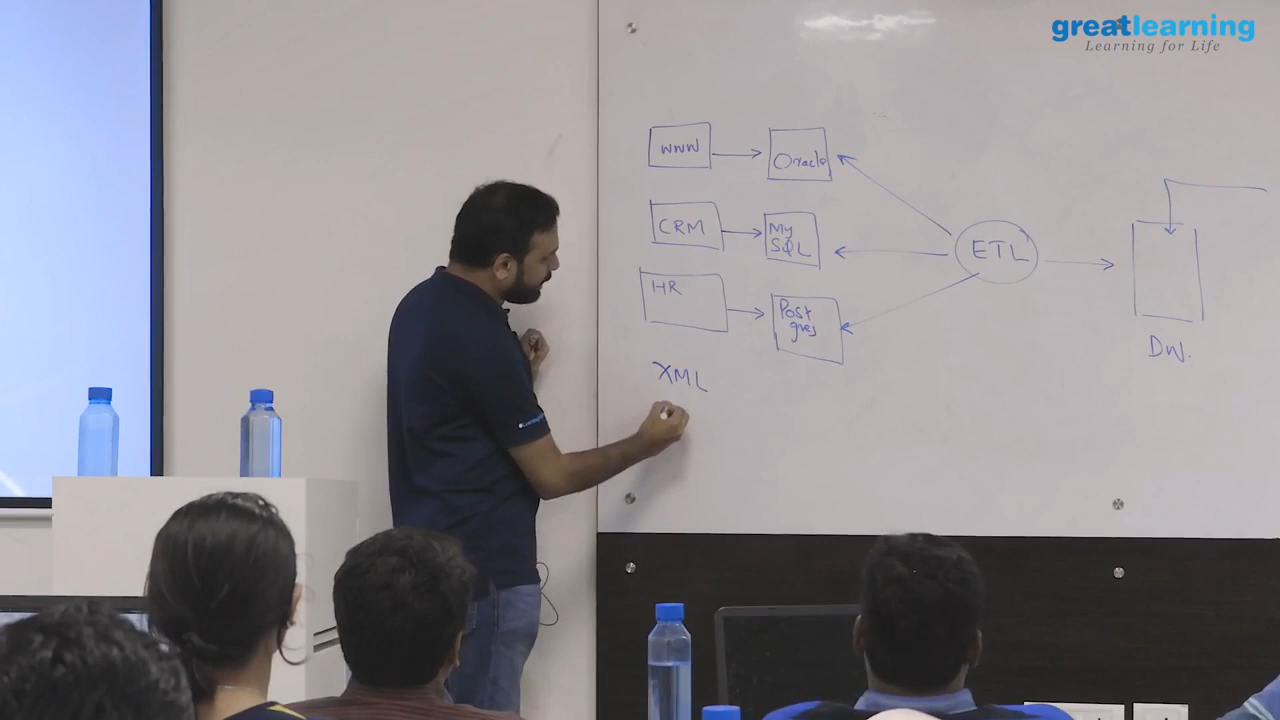 greatlearning
Learning for Life
WWW
Oracle
CRM
My
SQL
ETL
HR
Post
gres
DW.
XML